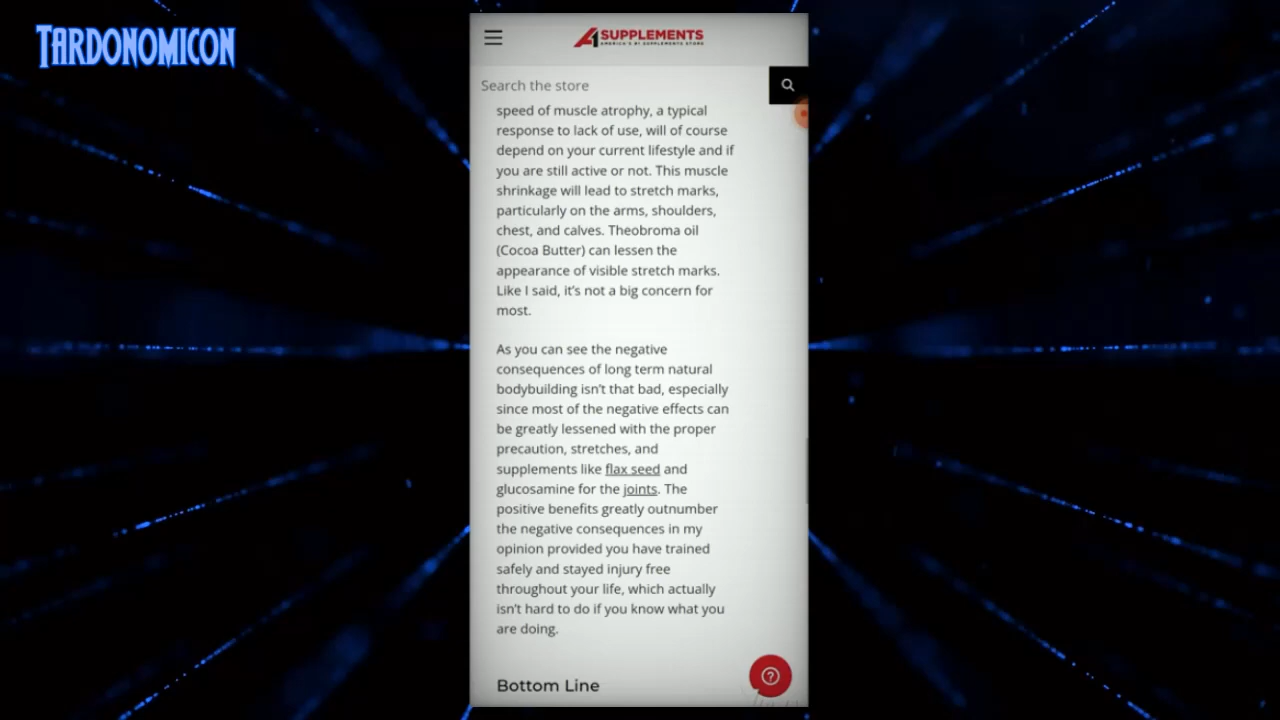 TARDONOMICON
A1 SUPPLEMENTS
AMERICA'S #1 SUPPLEMENTS STORE
Search the store
speed of muscle atrophy, a typical
response to lack of use, will of course
depend on your current lifestyle and if
you are still active or not. This muscle
shrinkage will lead to stretch marks,
particularly on the arms, shoulders,
chest, and calves. Theobroma oil
(Cocoa Butter) can lessen the
appearance of visible stretch marks.
Like I said, it’s not a big concern for
most.
As you can see the negative
consequences of long term natural
bodybuilding isn’t that bad, especially
since most of the negative effects can
be greatly lessened with the proper
precaution, stretches, and
supplements like flax seed and
glucosamine for the joints. The
positive benefits greatly outnumber
the negative consequences in my
opinion provided you have trained
safely and stayed injury free
throughout your life, which actually
isn’t hard to do if you know what you
are doing.
Bottom Line